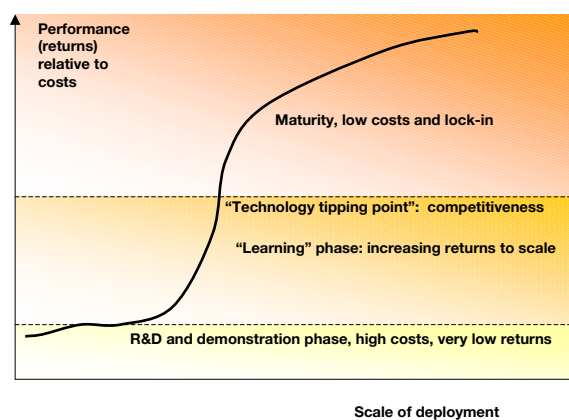 Performance
(returns)
relative to
costs
Maturity, low costs and lock-in
“Technology tipping point”: competitiveness
“Learning” phase: increasing returns to scale
R&D and demonstration phase, high costs, very low returns
Scale of deployment